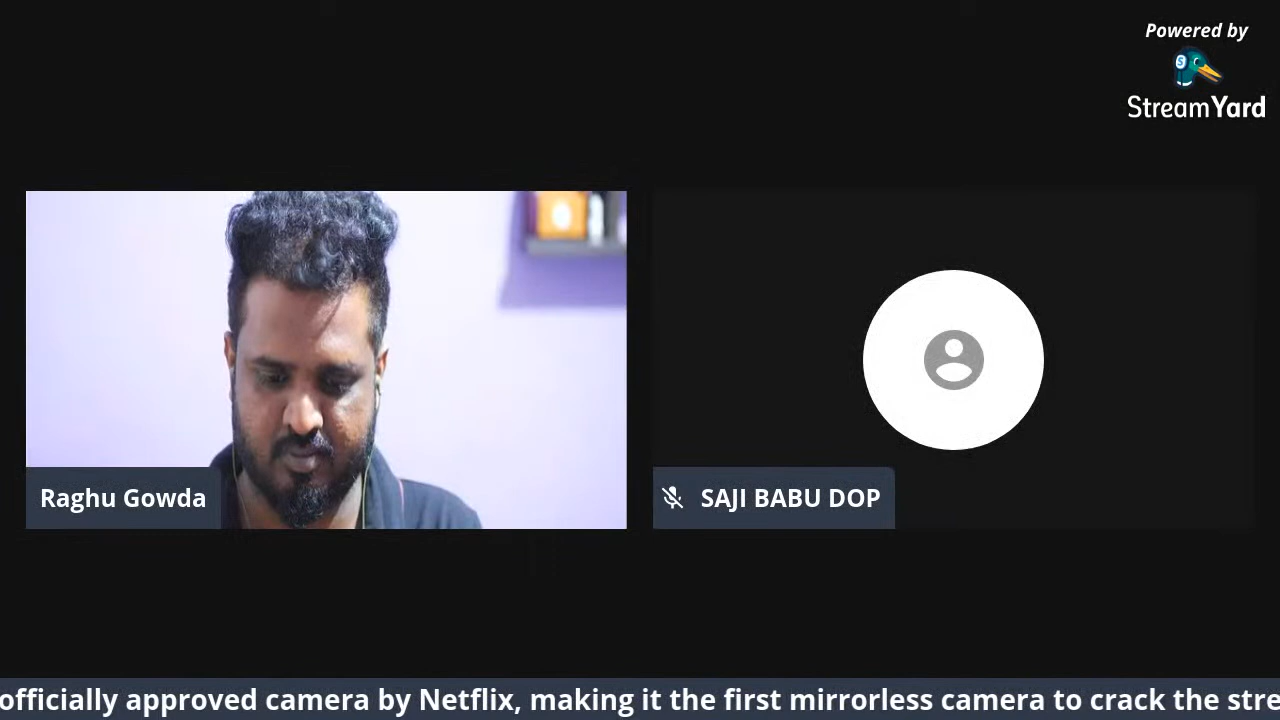 Powered by
StreamYard
Raghu Gowda
SAJI BABU DOP
officially approved camera by Netflix, making it the first mirrorless camera to crack the stre